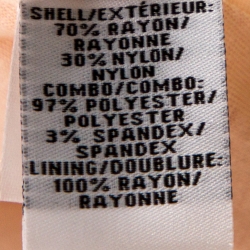 SHELL/EXTÉRIEUR:
70% RAYON/
RAYONNE
30% NYLON/
NYLON
COMBO/COMBO:
97% POLYESTER/
POLYESTER
3% SPANDEX/
SPANDEX
LINING/DOUBLURE:
100% RAYON/
RAYONNE